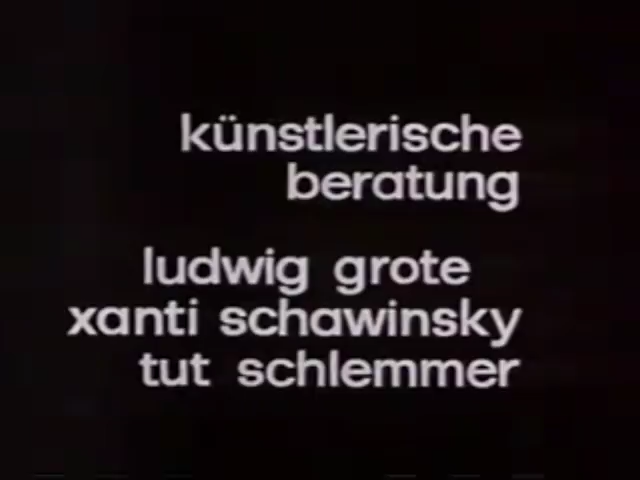 künstlerische
beratung
ludwig grote
xanti schawinsky
tut schlemmer